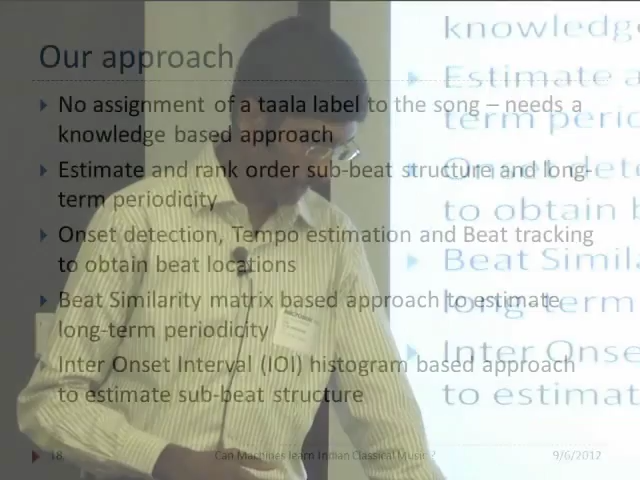 Our approach
No assignment of a taala label to the song – needs a
knowledge based approach
Estimate and rank order sub-beat structure and long-
term periodicity
Onset detection, Tempo estimation and Beat tracking
to obtain beat locations
Beat Similarity matrix based approach to estimate
long-term periodicity
Inter Onset Interval (IOI) histogram based approach
to estimate sub-beat structure
18
Can Machines learn Indian Classical Music?
9/6/2012
knowledg
Estimate a
term perio
Onset dete
to obtain b
Beat Simila
long-term
Inter Onse
to estimat